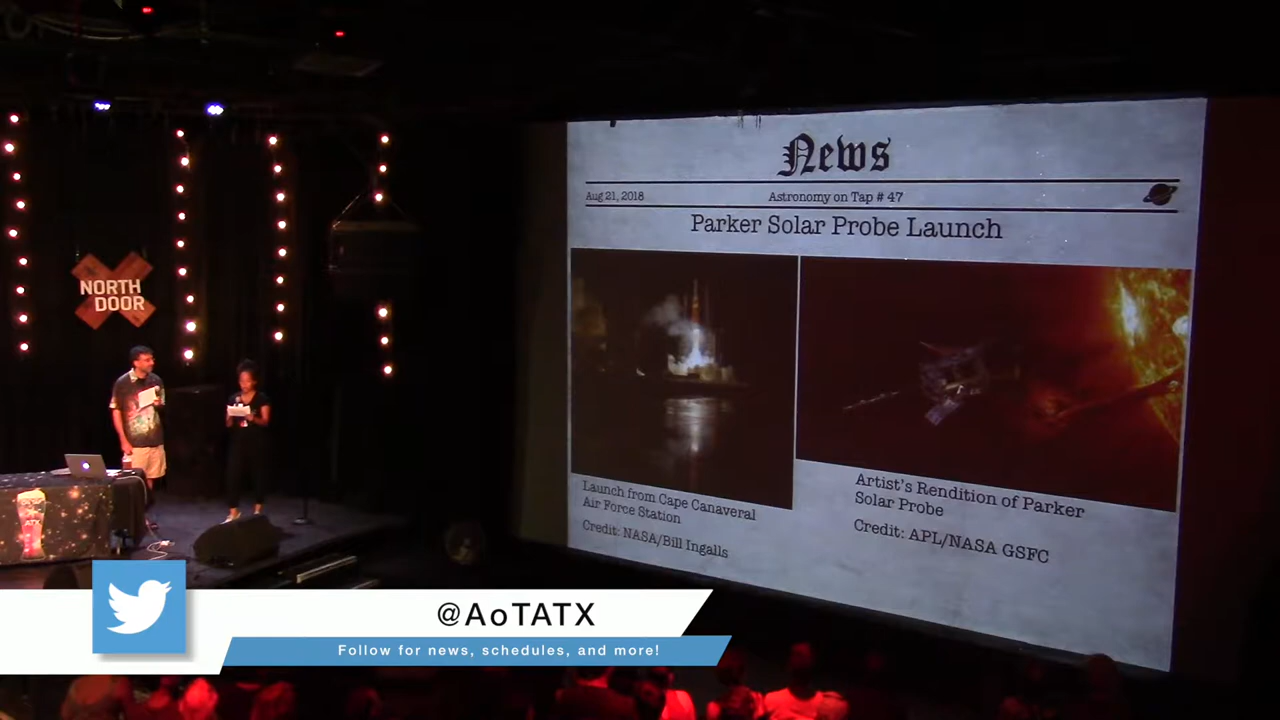 News
Aug 21, 2018
Astronomy on Tap # 47
Parker Solar Probe Launch
NORTH
DOOR
Launch from Cape Canaveral
Air Force Station
Credit: NASA/Bill Ingalls
Artist's Rendition of Parker
Solar Probe
Credit: APL/NASA GSFC
ATX
@AoTATX
Follow for news, schedules, and more!